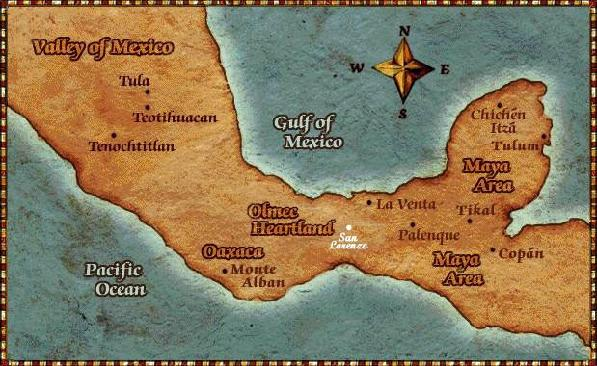 N
W E
S
Valley of Mexico
Tula
Teotihuacan
Tenochtitlan
Gulf of
Mexico
Chichén
Itzá
Tulum
Maya
Area
La Venta
Tikal
Olmec
Heartland
San
Lorenzo
Palenque
Copán
Maya
Area
Oaxaca
Monte
Alban
Pacific
Ocean